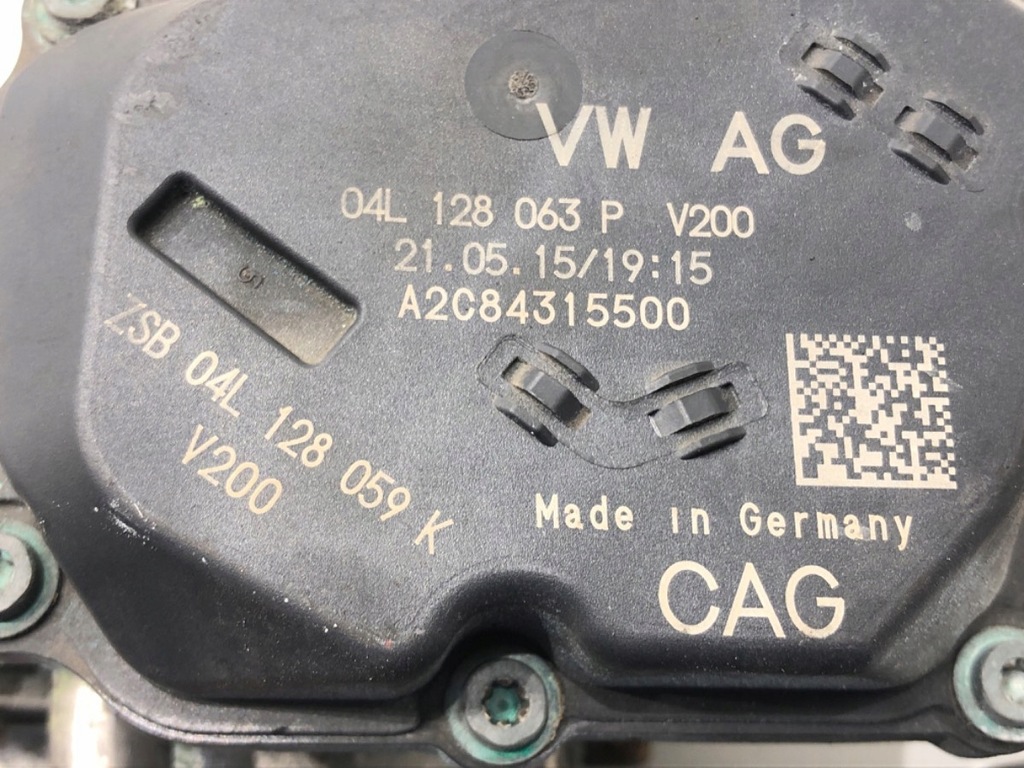 VW AG
04L 128 063 P V200
21.05.15/19:15
A2C84315500
ZSB 04L 128 059 K
V200
Made in Germany
CAG